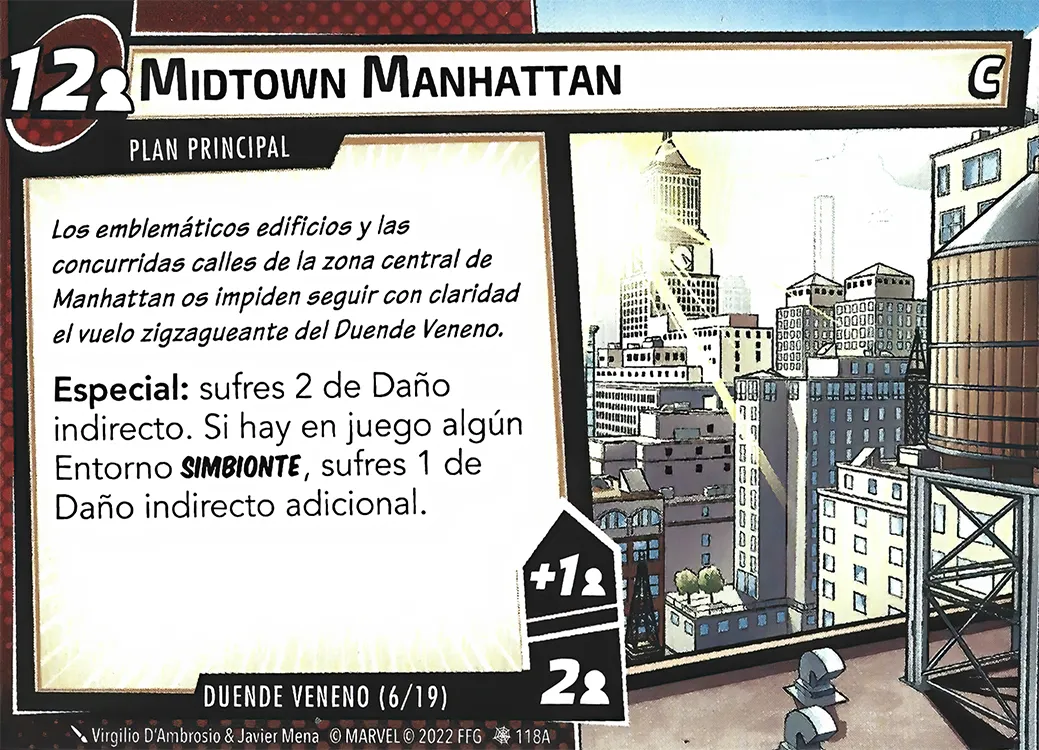 12
MIDTOWN MANHATTAN
C
PLAN PRINCIPAL
Los emblemáticos edificios y las
concurridas calles de la zona central de
Manhattan os impiden seguir con claridad
el vuelo zigzagueante del Duende Veneno.
Especial: sufres 2 de Daño
indirecto. Si hay en juego algún
Entorno SIMBIONTE, sufres 1 de
Daño indirecto adicional.
+1
2
DUENDE VENENO (6/19)
Virgilio D'Ambrosio & Javier Mena © MARVEL © 2022 FFG 118A